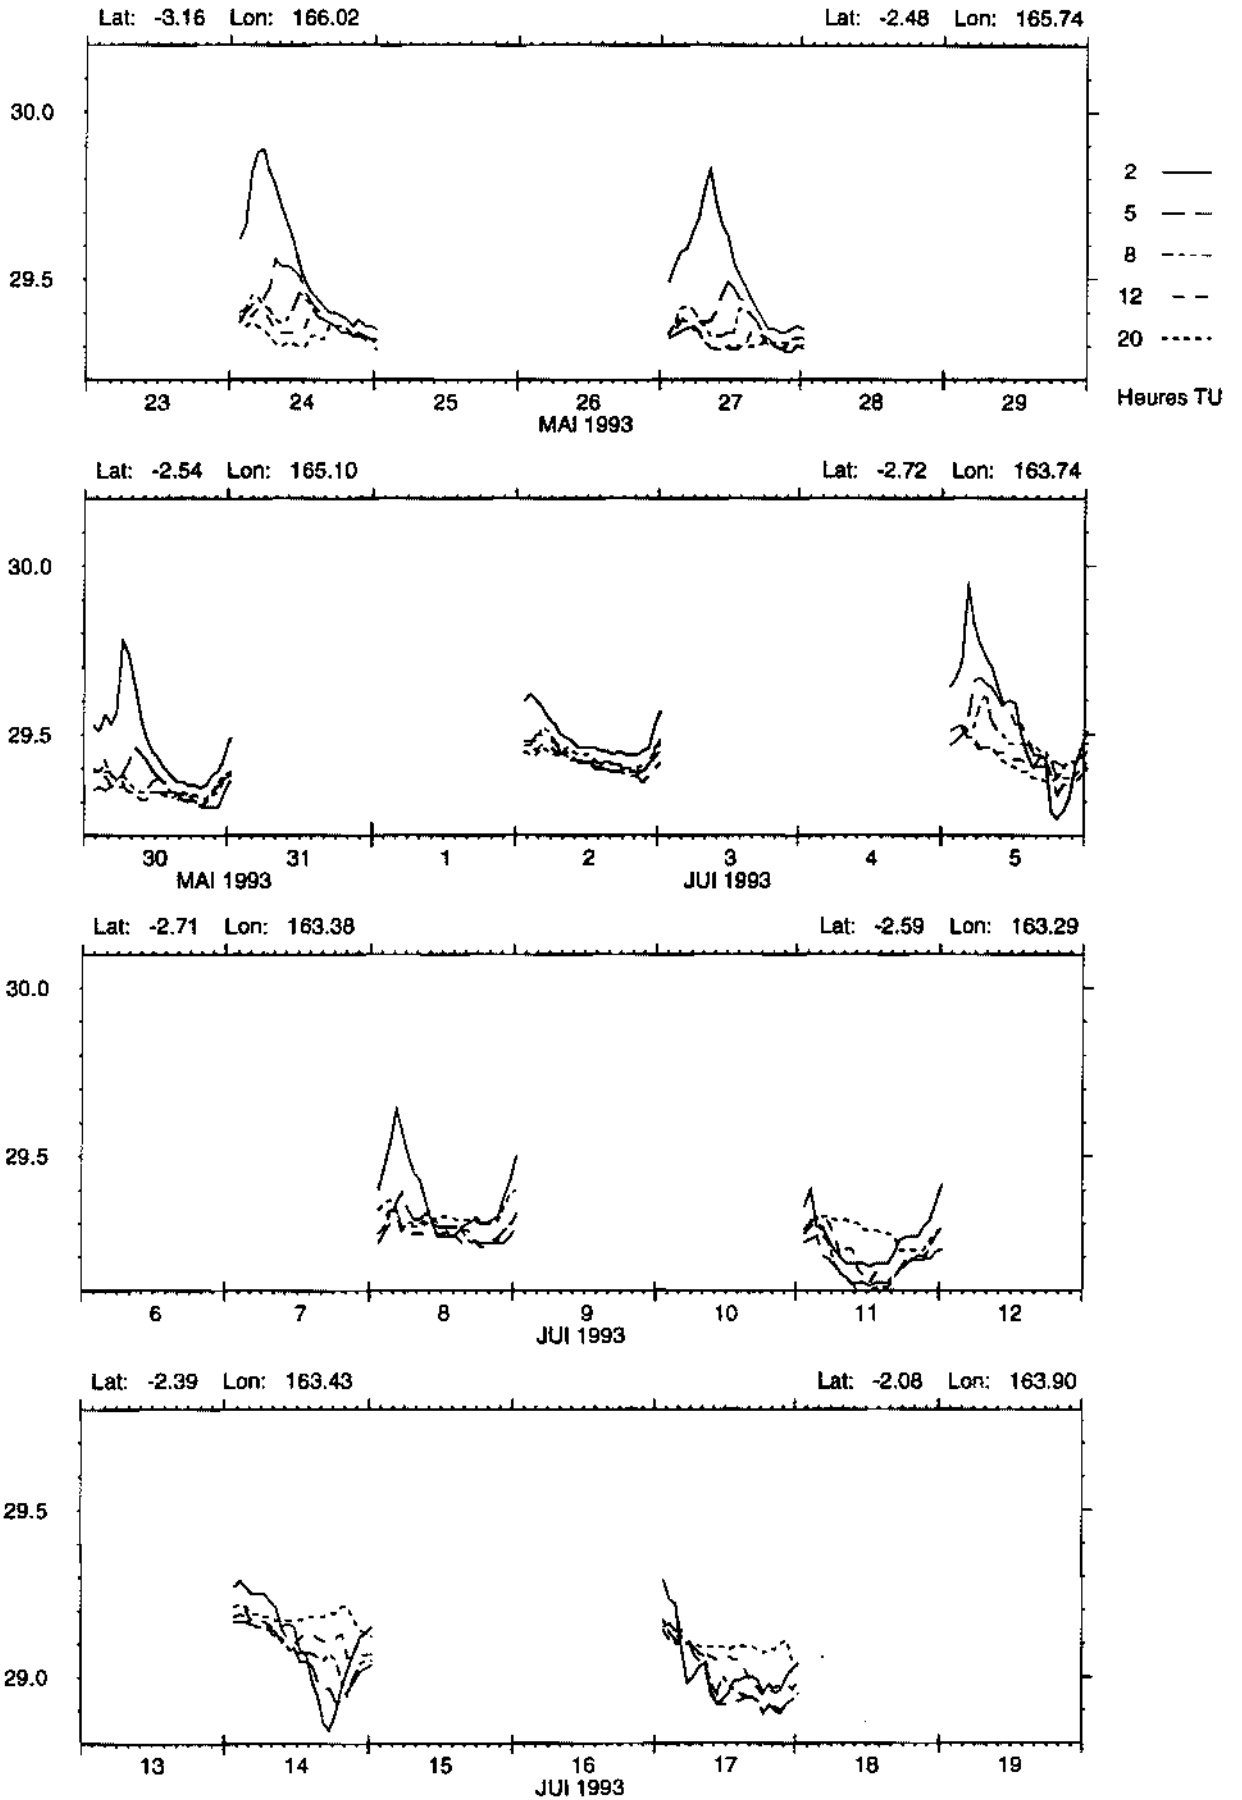 Lat: -3.16 Lon: 166.02 Lat: -2.48 Lon: 165.74
30.0
2
5
29.5
8
12
20
23 24 25 26 27 28 29 Heures TU
MAI 1993
Lat: -2.54 Lon: 165.10 Lat: -2.72 Lon: 163.74
30.0
29.5
30 31 1 2 3 4 5
MAI 1993 JUI 1993
Lat: -2.71 Lon: 163.38 Lat: -2.59 Lon: 163.29
30.0
29.5
6 7 8 9 10 11 12
JUI 1993
Lat: -2.39 Lon: 163.43 Lat: -2.08 Lon: 163.90
29.5
29.0
13 14 15 16 17 18 19
JUI 1993